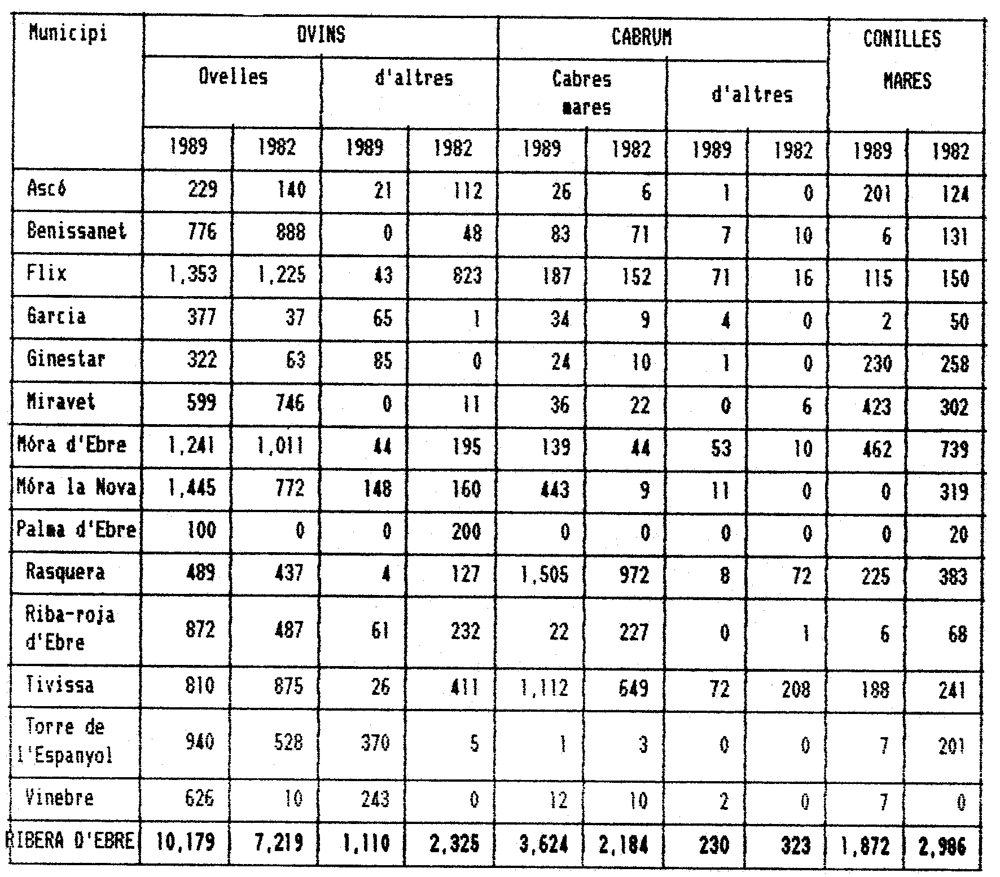 Municipi OVINS CABRUM CONILLES
Ovelles d'altres Cabres d'altres MARES
mares
1989 1982 1989 1982 1989 1982 1989 1982 1989 1982
Ascó 229 140 21 112 26 6 1 0 201 124
Benissanet 776 888 0 48 83 71 7 10 6 131
Flix 1,353 1,225 43 823 187 152 71 16 115 150
Garcia 377 37 65 1 34 9 4 0 2 50
Ginestar 322 63 85 0 24 10 1 0 230 258
Miravet 599 746 0 11 36 22 0 6 423 302
Móra d'Ebre 1,241 1,011 44 195 139 44 53 10 462 739
Móra la Nova 1,445 772 148 160 443 9 11 0 0 319
Palma d'Ebre 100 0 0 200 0 0 0 0 0 20
Rasquera 489 437 4 127 1,505 972 8 72 225 383
Riba-roja
d'Ebre 872 487 61 232 22 227 0 1 6 68
Tivissa 810 875 26 411 1,112 649 72 208 188 241
Torre de
l'Espanyol 940 528 370 5 1 3 0 0 7 201
Vinebre 626 10 243 0 12 10 2 0 7 0
RIBERA D'EBRE 10,179 7,219 1,110 2,325 3,624 2,184 230 323 1,872 2,986